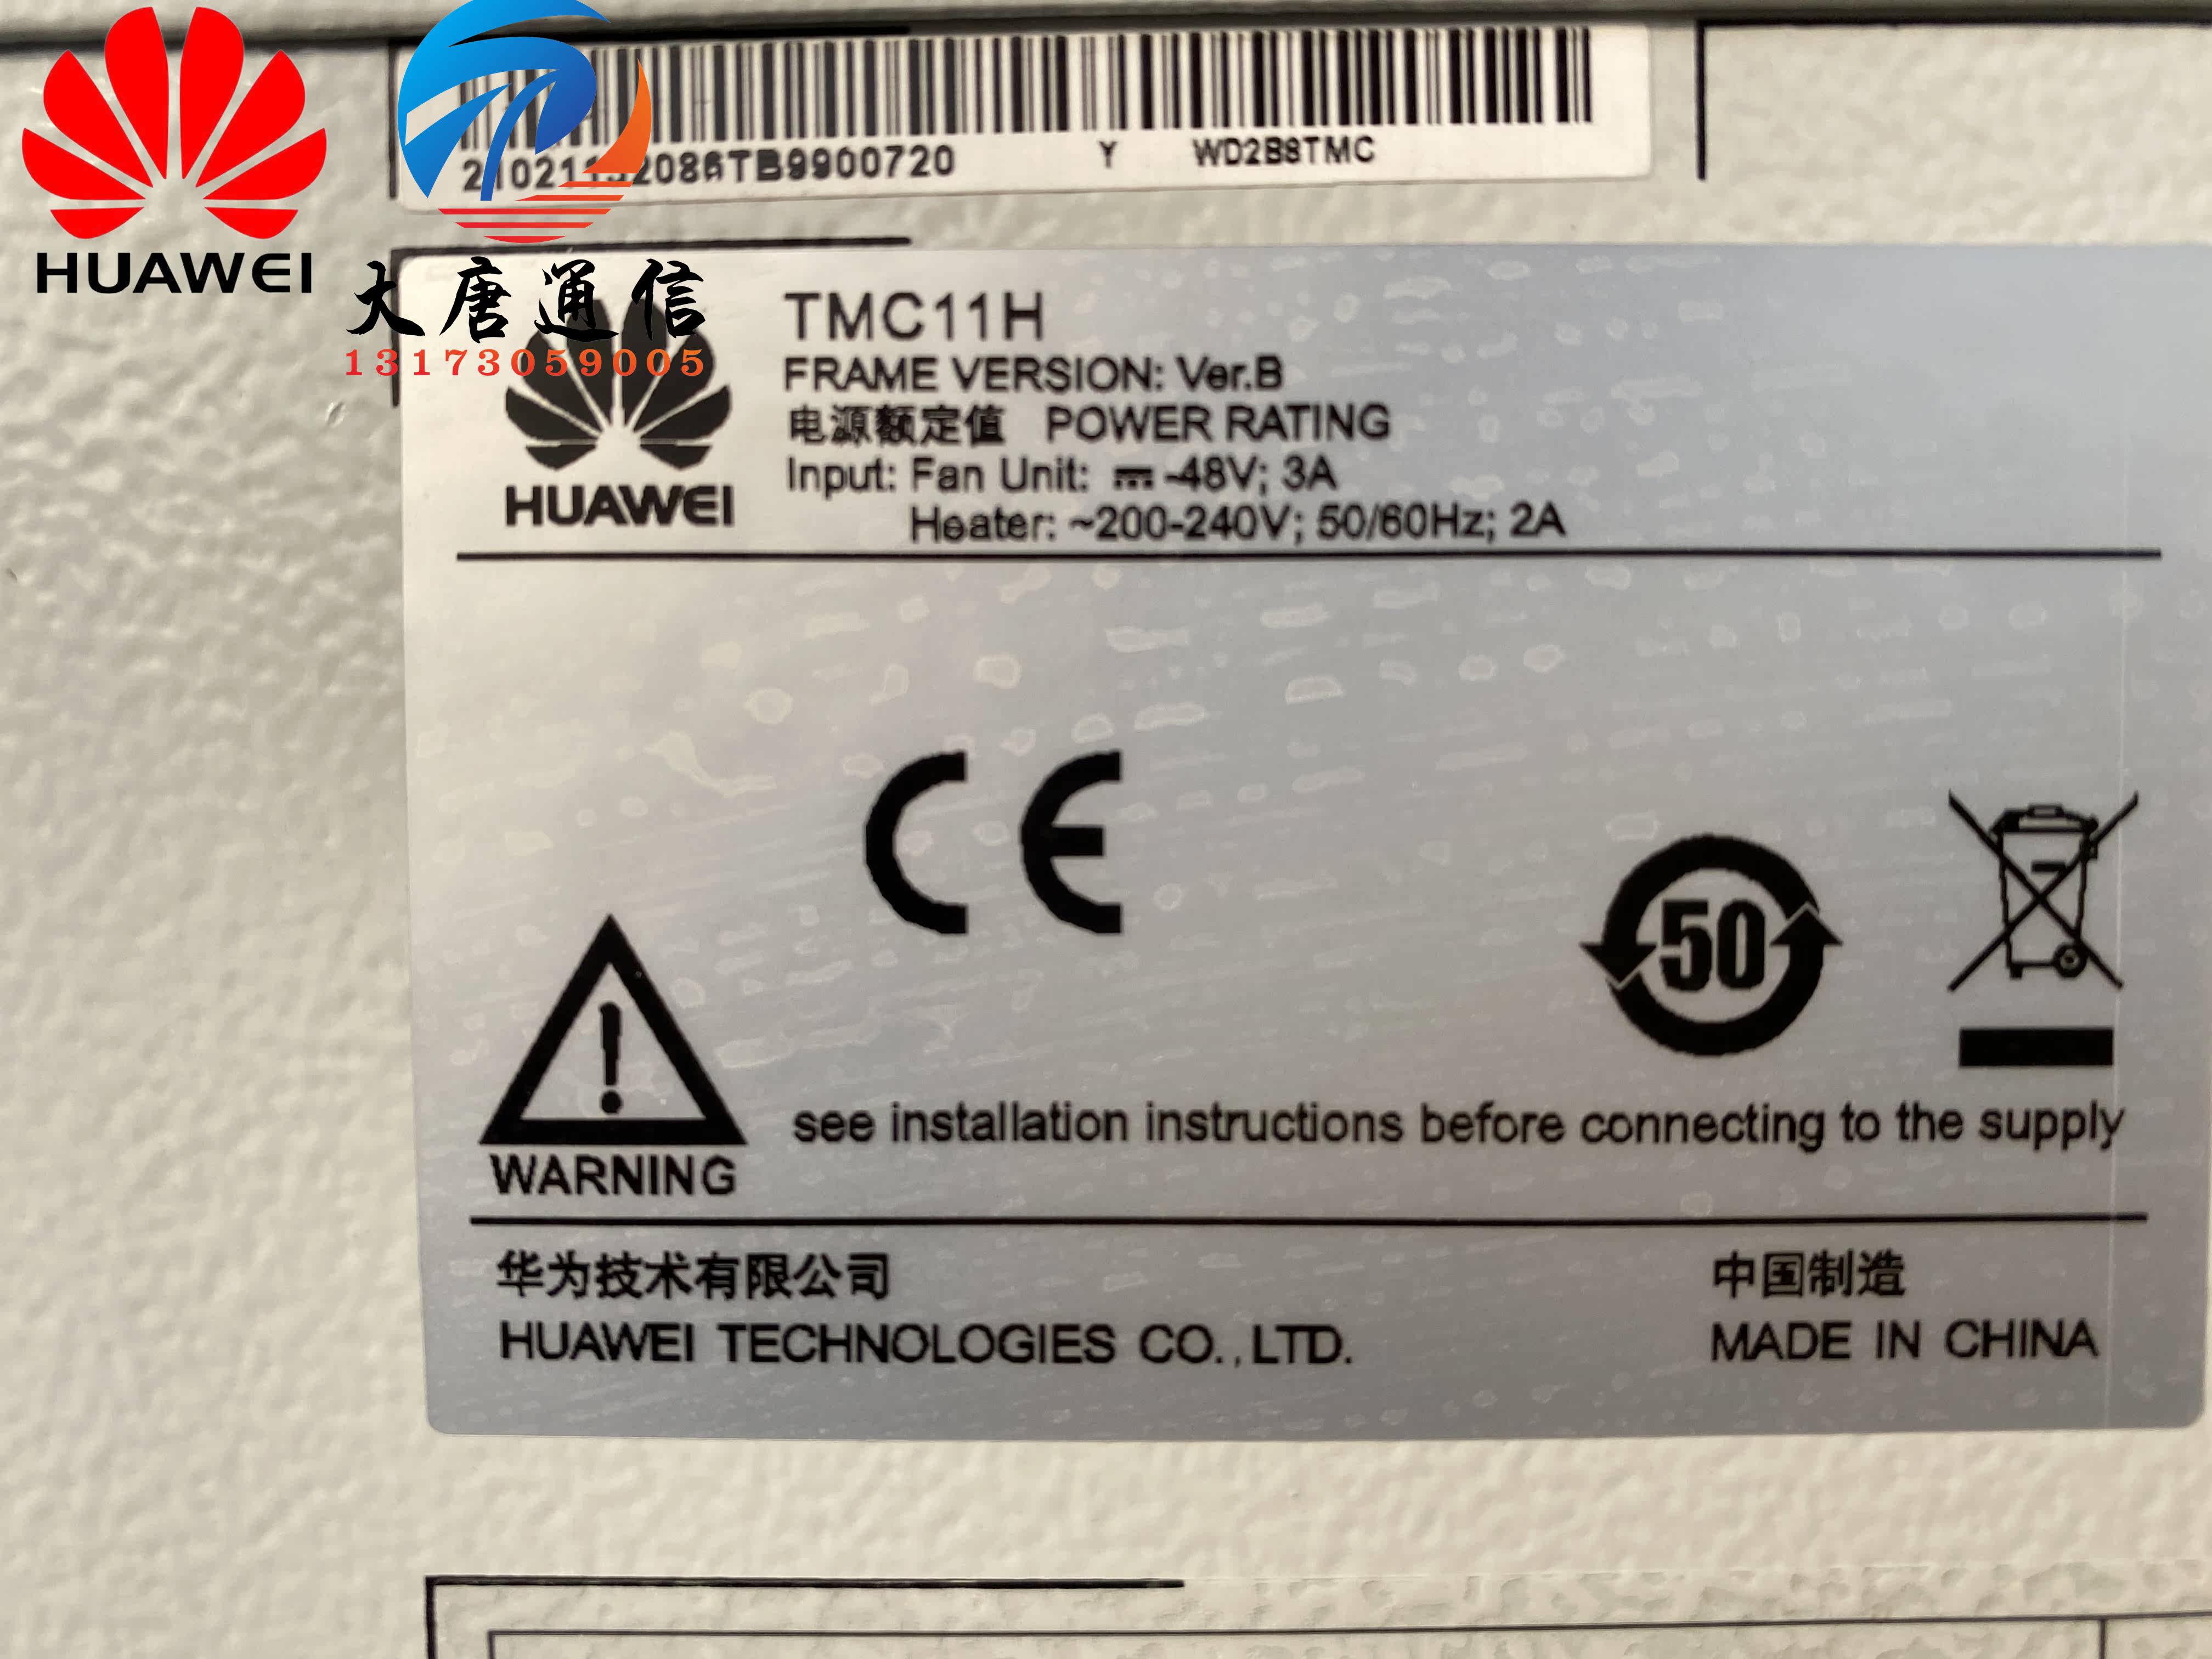 HUAWEI
Y WD2B8TMC
大唐通信
13173059005
HUAWEI
TMC11H
FRAME VERSION: Ver.B
电源额定值 POWER RATING
Input: Fan Unit: ⎓ -48V; 3A
Heater: ~200-240V; 50/60Hz; 2A
CE
50
WARNING
see installation instructions before connecting to the supply
华为技术有限公司
中国制造
HUAWEI TECHNOLOGIES CO.,LTD.
MADE IN CHINA